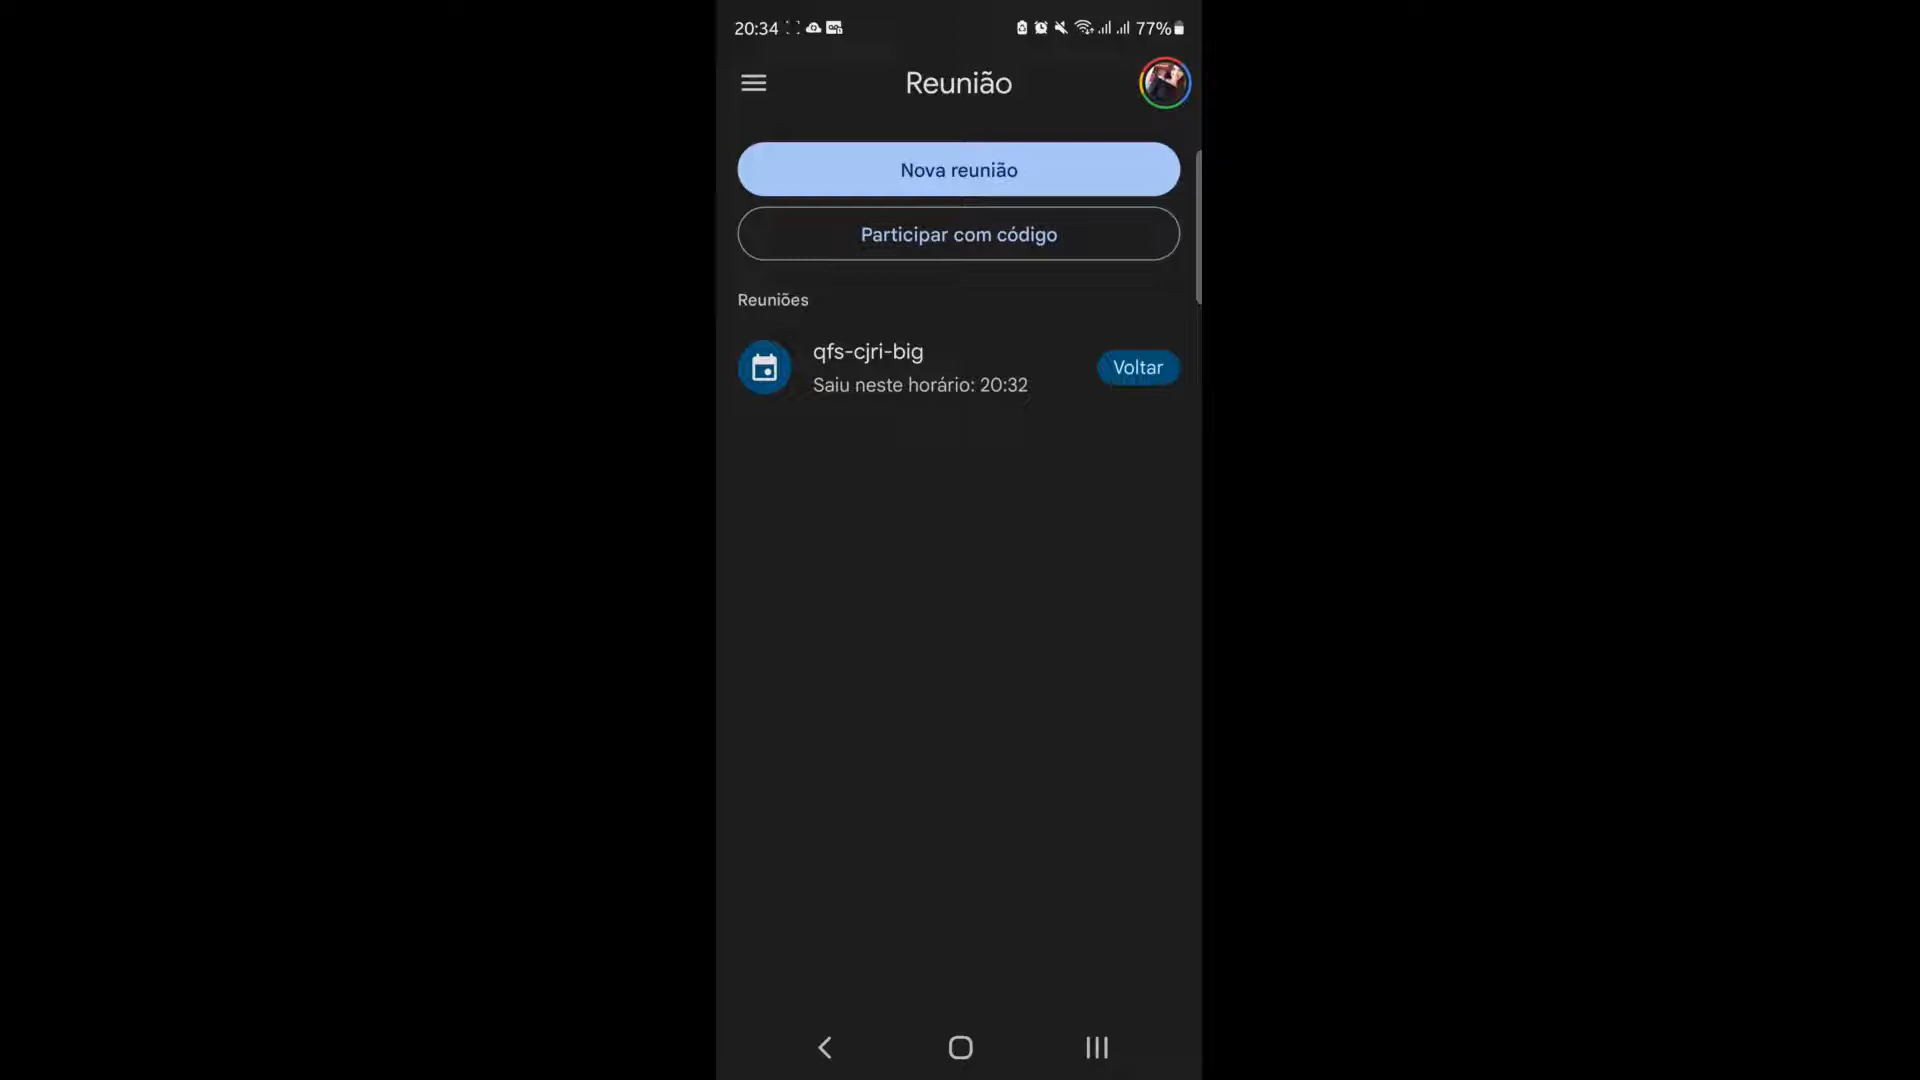 20:34
77%
Reunião
Nova reunião
Participar com código
Reuniões
qfs-cjri-big
Saiu neste horário: 20:32
Voltar